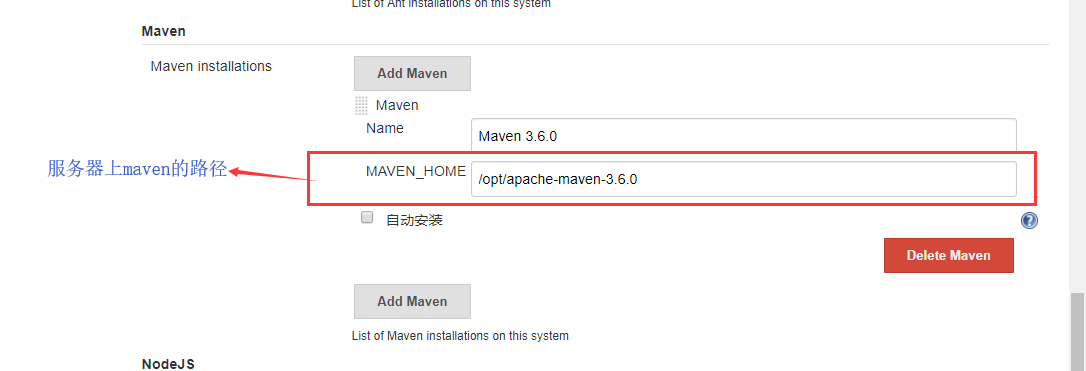 List of Ant installations on this system
Maven
Maven installations
Add Maven
Maven
Name
Maven 3.6.0
服务器上maven的路径
MAVEN_HOME
/opt/apache-maven-3.6.0
自动安装
?
Delete Maven
Add Maven
List of Maven installations on this system
NodeJS